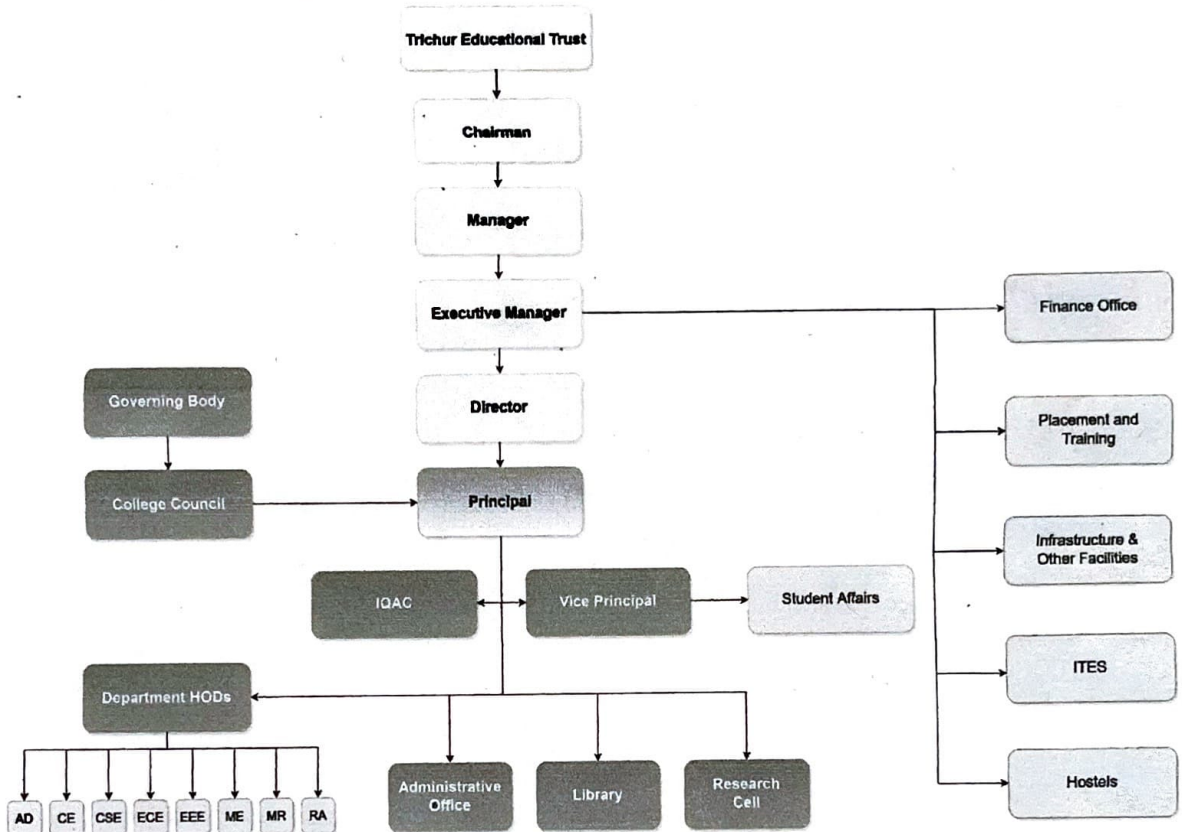 Trichur Educational Trust
Chairman
Manager
Executive Manager
Finance Office
Governing Body
Director
Placement and
Training
College Council
Principal
Infrastructure &
Other Facilities
IQAC
Vice Principal
Student Affairs
Department HODs
ITES
Administrative
Office
Library
Research
Cell
Hostels
AD
CE
CSE
ECE
EEE
ME
MR
RA